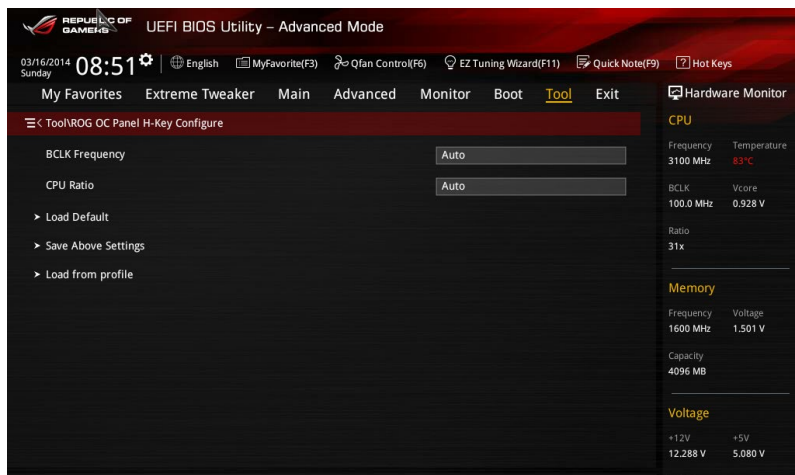 REPUBLIC OF
GAMERS
UEFI BIOS Utility – Advanced Mode
03/16/2014
Sunday
08:51
English
MyFavorite(F3)
Qfan Control(F6)
EZ Tuning Wizard(F11)
Quick Note(F9)
? Hot Keys
My Favorites
Extreme Tweaker
Main
Advanced
Monitor
Boot
Tool
Exit
Hardware Monitor
< Tool\ROG OC Panel H-Key Configure
BCLK Frequency
Auto
CPU Ratio
Auto
> Load Default
> Save Above Settings
> Load from profile
CPU
Frequency Temperature
3100 MHz 83°C
BCLK Vcore
100.0 MHz 0.928 V
Ratio
31x
Memory
Frequency Voltage
1600 MHz 1.501 V
Capacity
4096 MB
Voltage
+12V +5V
12.288 V 5.080 V